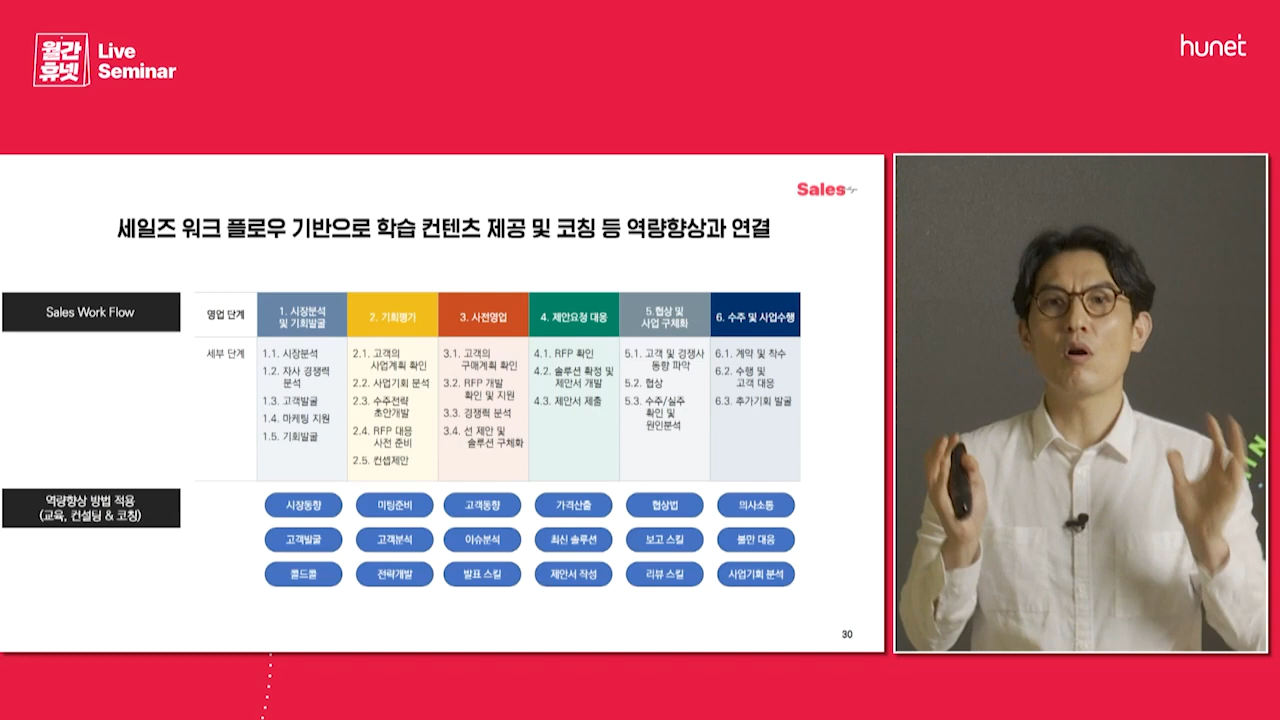 월간
휴넷
Live
Seminar
hunet
Sales
세일즈 워크 플로우 기반으로 학습 컨텐츠 제공 및 코칭 등 역량향상과 연결
Sales Work Flow
영업 단계
1. 시장분석
및 기회발굴
2. 기회평가
3. 사전영업
4. 제안요청 대응
5.협상 및
사업 구체화
6. 수주 및 사업수행
세부 단계
1.1. 시장분석
1.2. 자사 경쟁력
분석
1.3. 고객발굴
1.4. 마케팅 지원
1.5. 기회발굴
2.1. 고객의
사업계획 확인
2.2. 사업기회 분석
2.3. 수주전략
초안개발
2.4. RFP 대응
사전 준비
2.5. 컨셉제안
3.1. 고객의
구매계획 확인
3.2. RFP 개발
확인 및 지원
3.3. 경쟁력 분석
3.4. 선 제안 및
솔루션 구체화
4.1. RFP 확인
4.2. 솔루션 확정 및
제안서 개발
4.3. 제안서 제출
5.1. 고객 및 경쟁사
동향 파악
5.2. 협상
5.3. 수주/실주
확인 및
원인분석
6.1. 계약 및 착수
6.2. 수행 및
고객 대응
6.3. 추가기회 발굴
역량향상 방법 적용
(교육, 컨설팅 & 코칭)
시장동향
미팅준비
고객동향
가격산출
협상법
의사소통
고객발굴
고객분석
이슈분석
최신 솔루션
보고 스킬
불만 대응
콜드콜
전략개발
발표 스킬
제안서 작성
리뷰 스킬
사업기회 분석
30